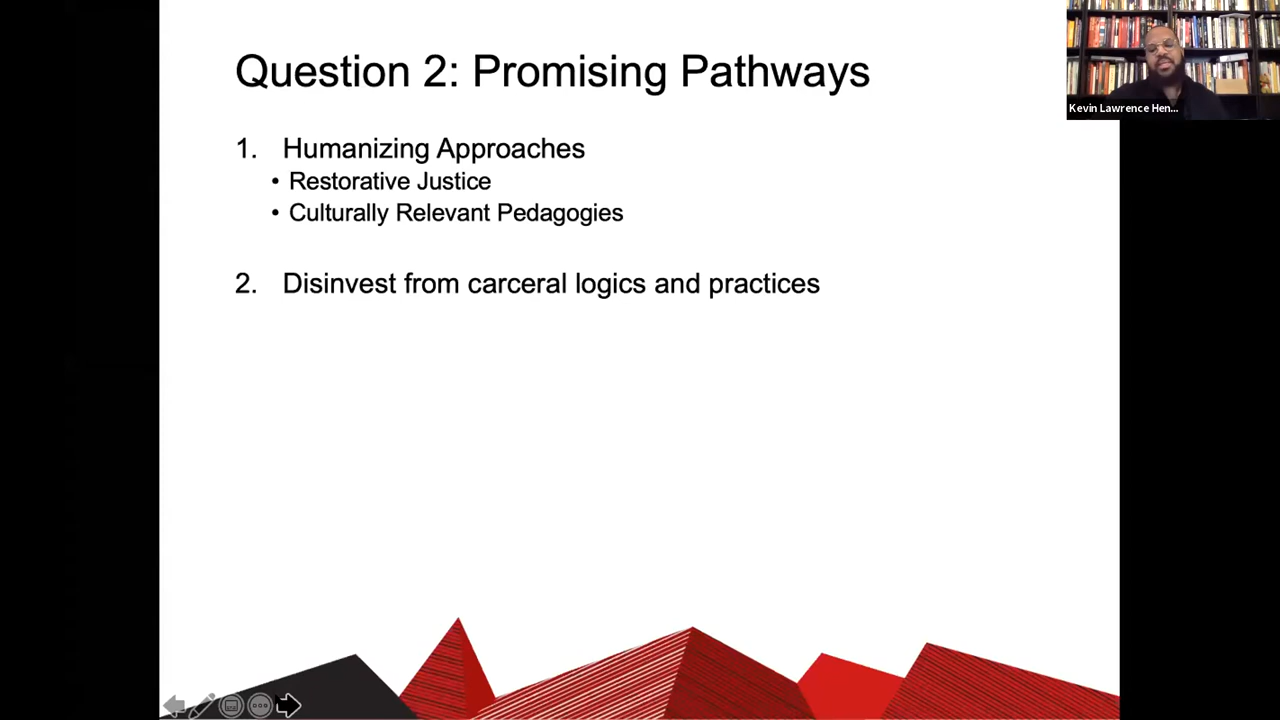 Question 2: Promising Pathways
Kevin Lawrence Hen...
1. Humanizing Approaches
• Restorative Justice
• Culturally Relevant Pedagogies
2. Disinvest from carceral logics and practices